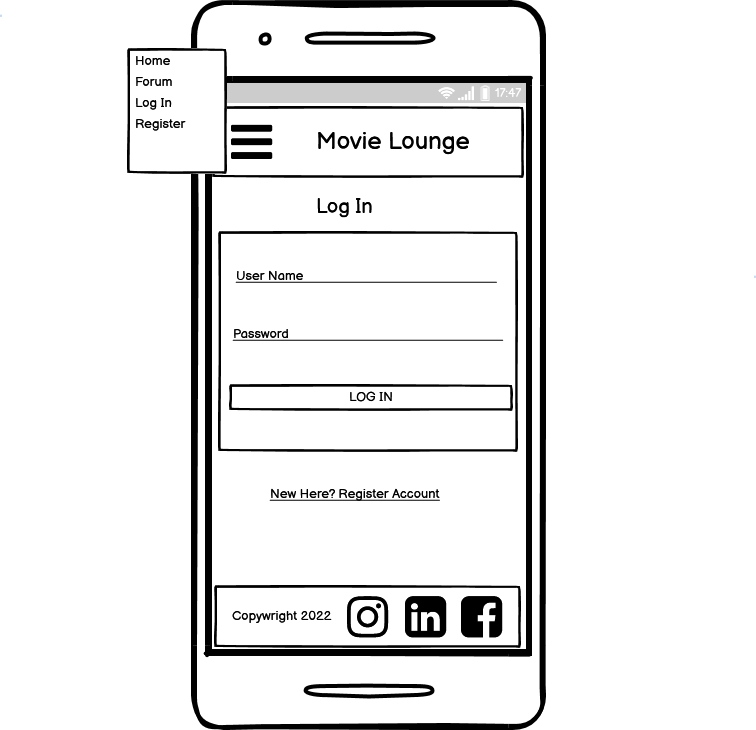 Home
Forum
Log In
Register
17:47
Movie Lounge
Log In
User Name
Password
LOG IN
New Here? Register Account
Copywright 2022
in
f